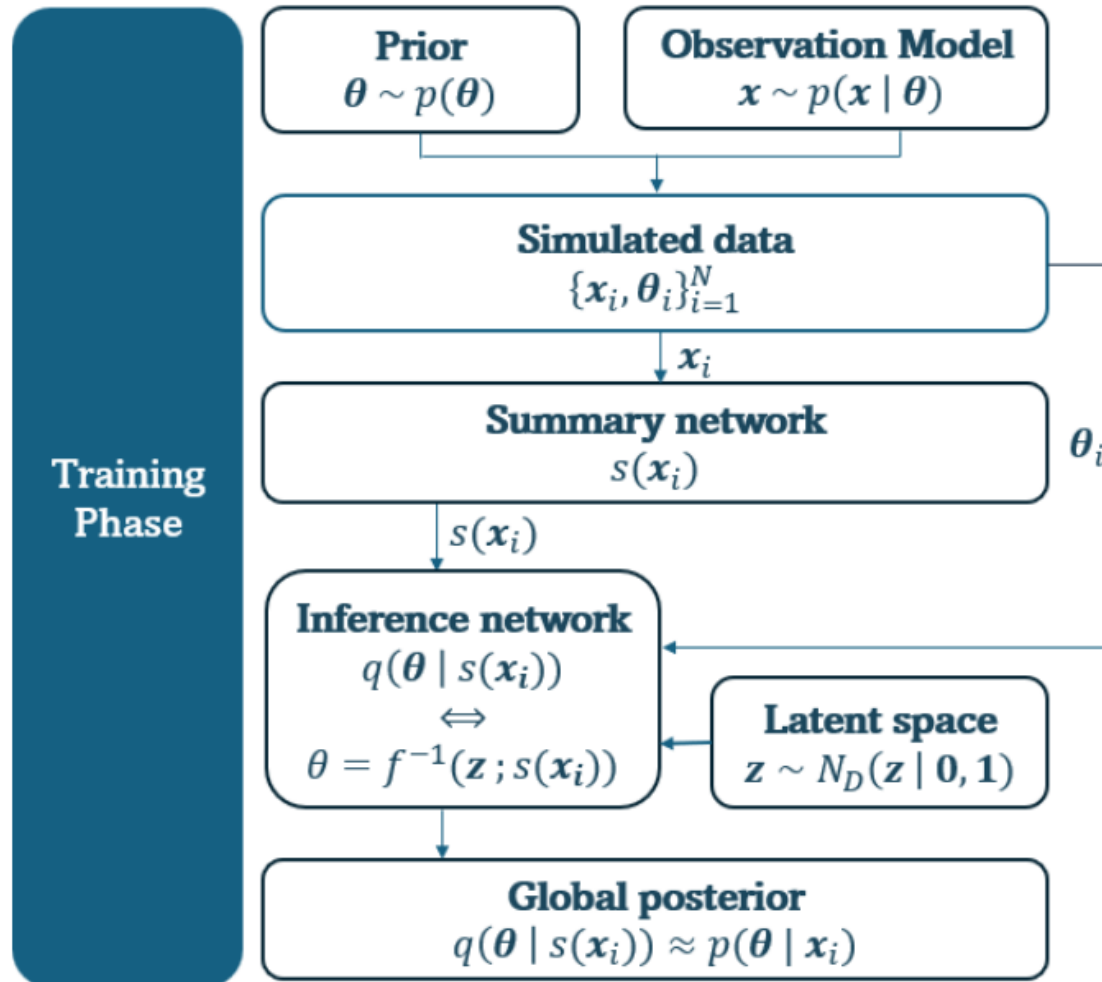 Training
Phase
Prior
θ ~ p(θ)
Observation Model
x ~ p(x | θ)
Simulated data
{x_i, θ_i}_{i=1}^N
x_i
Summary network
s(x_i)
θ_i
s(x_i)
Inference network
q(θ | s(x_i))
⇔
θ = f^{-1}(z ; s(x_i))
Latent space
z ~ N_D(z | 0, 1)
Global posterior
q(θ | s(x_i)) ≈ p(θ | x_i)